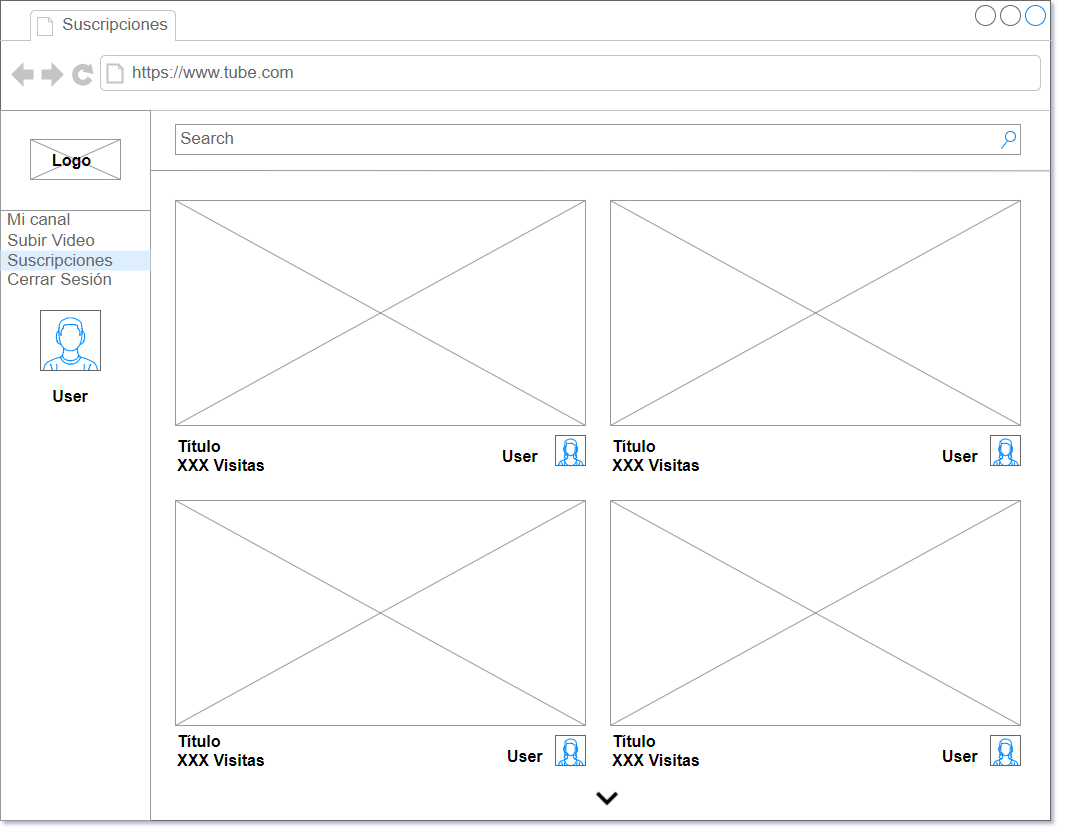 Suscripciones
https://www.tube.com
Logo
Search
Mi canal
Subir Video
Suscripciones
Cerrar Sesión
User
Título
XXX Visitas
User
Título
XXX Visitas
User
Título
XXX Visitas
User
Título
XXX Visitas
User